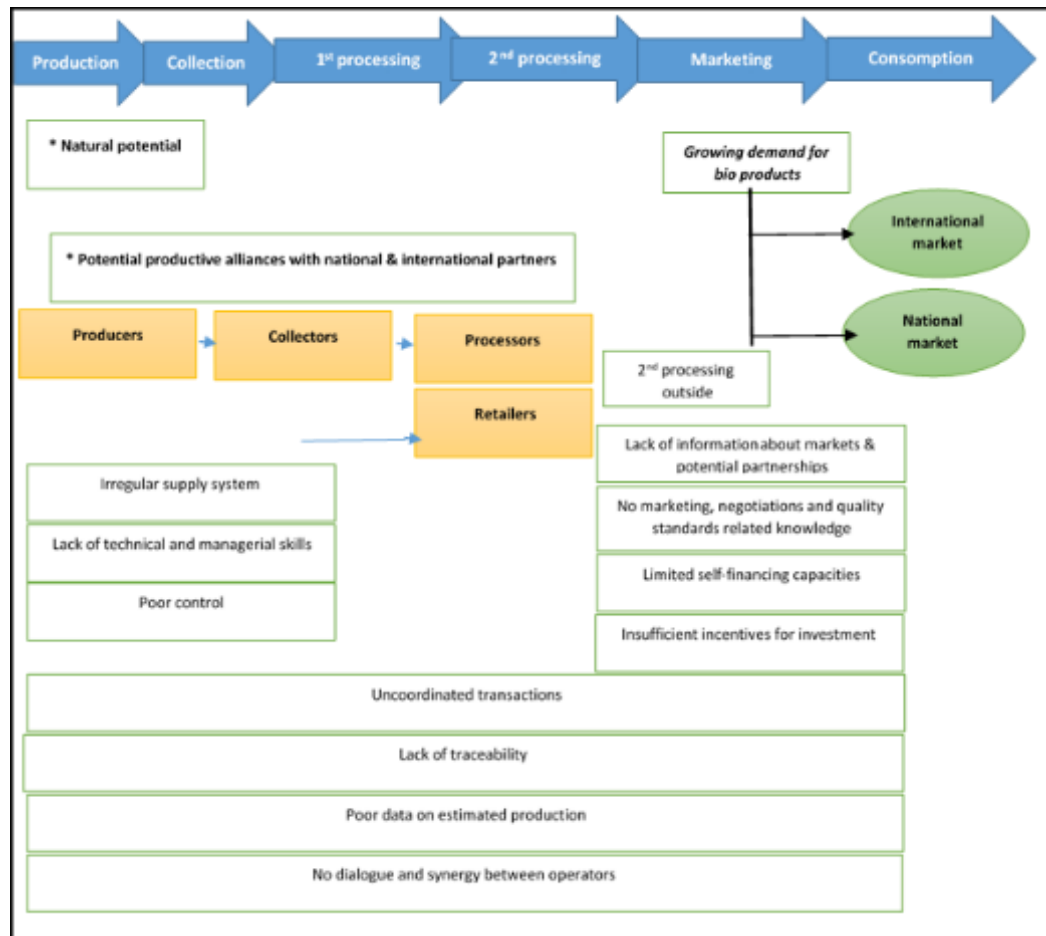 Production
Collection
1st processing
2nd processing
Marketing
Consomption
* Natural potential
Growing demand for
bio products
International
market
* Potential productive alliances with national & international partners
National
market
Producers
Collectors
Processors
2nd processing
outside
Retailers
Lack of information about markets &
potential partnerships
Irregular supply system
No marketing, negotiations and quality
standards related knowledge
Lack of technical and managerial skills
Limited self-financing capacities
Poor control
Insufficient incentives for investment
Uncoordinated transactions
Lack of traceability
Poor data on estimated production
No dialogue and synergy between operators